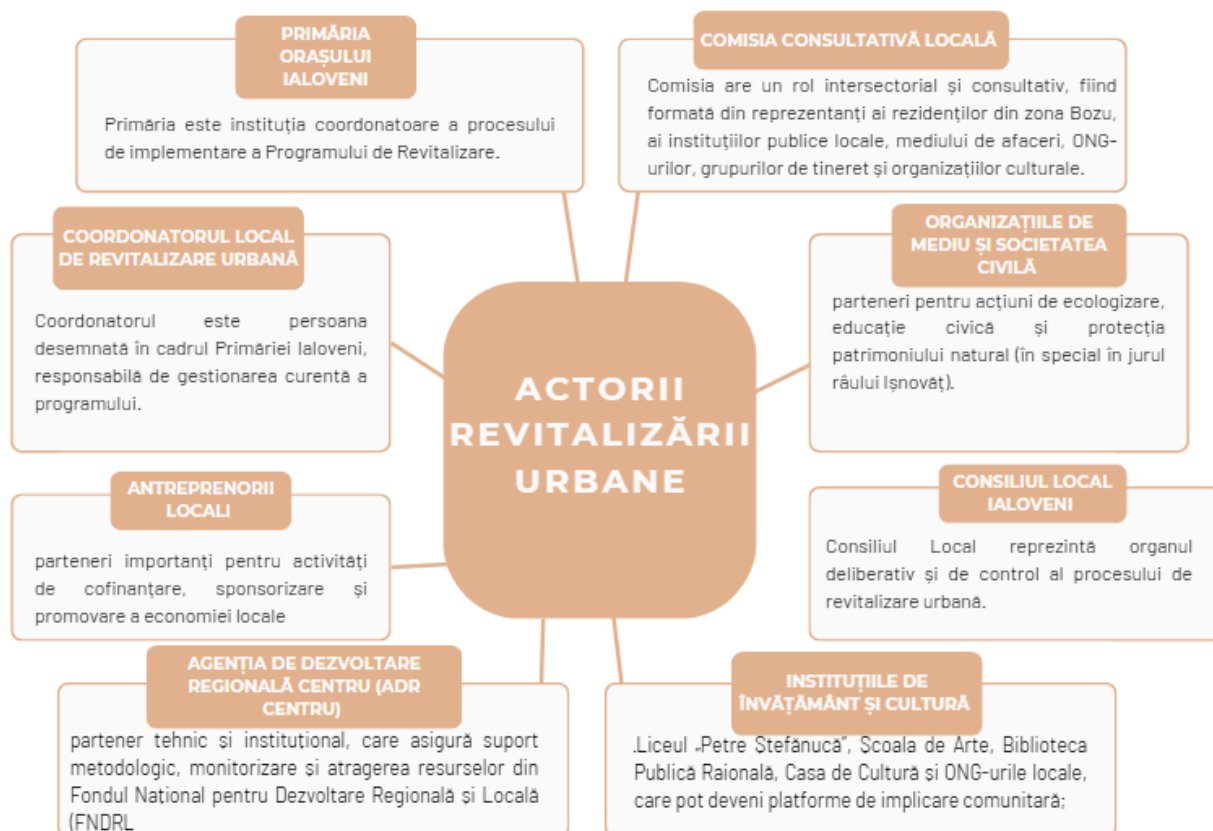 PRIMĂRIA
ORAȘULUI
IALOVENI
Primăria este instituția coordonatoare a procesului
de implementare a Programului de Revitalizare.
COMISIA CONSULTATIVĂ LOCALĂ
Comisia are un rol intersectorial și consultativ, fiind
formată din reprezentanți ai rezidenților din zona Bozu,
ai instituțiilor publice locale, mediului de afaceri, ONG-
urilor, grupurilor de tineret și organizațiilor culturale.
COORDONATORUL LOCAL
DE REVITALIZARE URBANĂ
Coordonatorul este persoana
desemnată în cadrul Primăriei Ialoveni,
responsabilă de gestionarea curentă a
programului.
ORGANIZAȚIILE DE
MEDIU ȘI SOCIETATEA
CIVILĂ
parteneri pentru acțiuni de ecologizare,
educație civică și protecția
patrimoniului natural (în special în jurul
râului Ișnovăț).
ACTORII
REVITALIZĂRII
URBANE
ANTREPRENORII
LOCALI
parteneri importanți pentru activități
de cofinanțare, sponsorizare și
promovare a economiei locale
CONSILIUL LOCAL
IALOVENI
Consiliul Local reprezintă organul
deliberativ și de control al procesului de
revitalizare urbană.
AGENȚIA DE DEZVOLTARE
REGIONALĂ CENTRU (ADR
CENTRU)
partener tehnic și instituțional, care asigură suport
metodologic, monitorizare și atragerea resurselor din
Fondul Național pentru Dezvoltare Regională și Locală
(FNDRL
INSTITUȚIILE DE
ÎNVĂȚĂMÂNT ȘI CULTURĂ
.Liceul „Petre Ștefănucă”, Școala de Arte, Biblioteca
Publică Raională, Casa de Cultură și ONG-urile locale,
care pot deveni platforme de implicare comunitară;